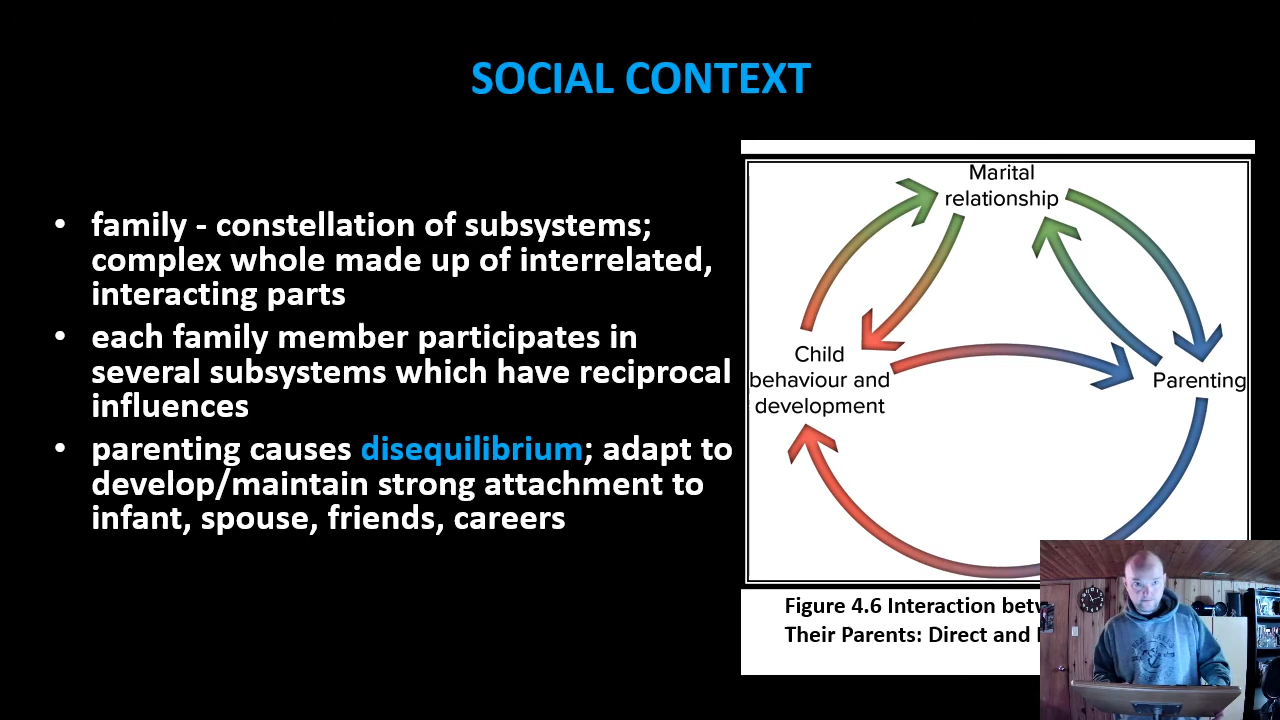 SOCIAL CONTEXT
• family - constellation of subsystems;
complex whole made up of interrelated,
interacting parts
• each family member participates in
several subsystems which have reciprocal
influences
• parenting causes disequilibrium; adapt to
develop/maintain strong attachment to
infant, spouse, friends, careers
Marital
relationship
Child
behaviour and
development
Parenting
Figure 4.6 Interaction
Their Parents: Direct and